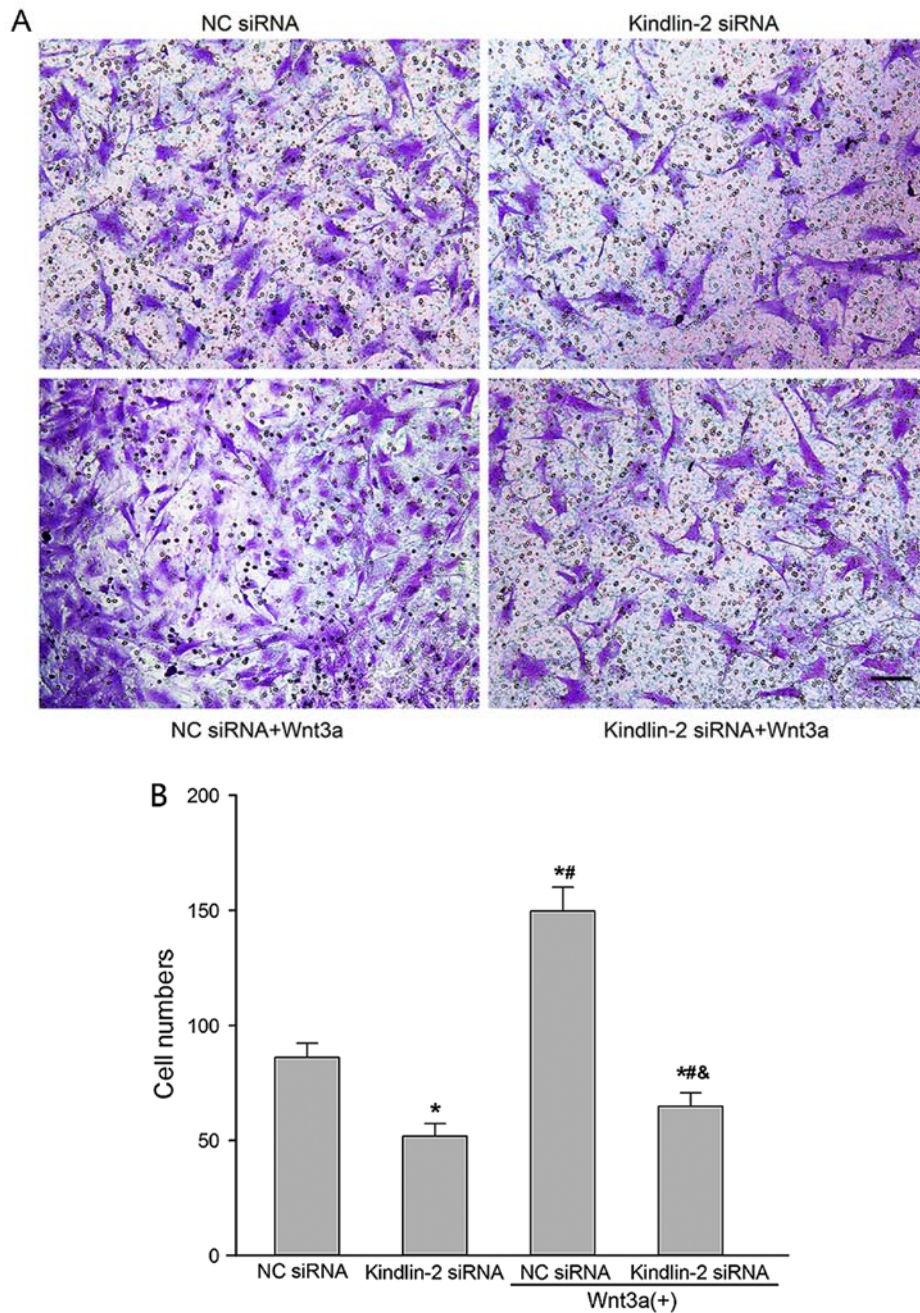 A
NC siRNA
Kindlin-2 siRNA
NC siRNA+Wnt3a
Kindlin-2 siRNA+Wnt3a
B
Cell numbers
200
150
100
50
0
*
*#
*#&
NC siRNA
Kindlin-2 siRNA
NC siRNA
Kindlin-2 siRNA
Wnt3a(+)